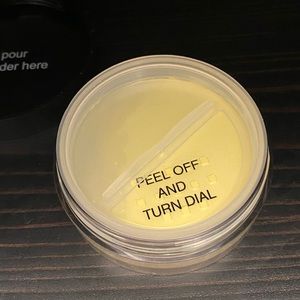 pour
der here
PEEL OFF
AND
TURN DIAL